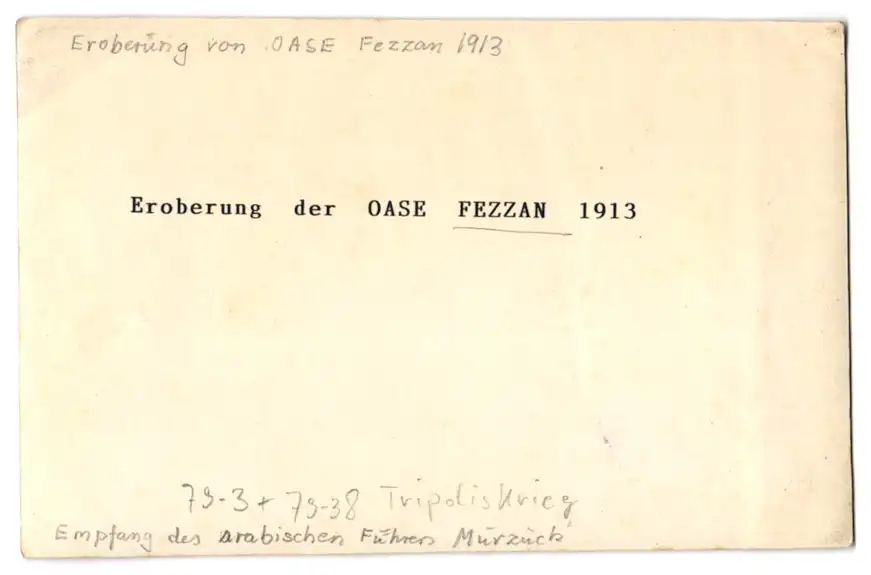 Eroberung von OASE Fezzan 1913
Eroberung der OASE FEZZAN 1913
79-3 + 79-38 Tripoliskrieg
Empfang des arabischen Führers Murzuck